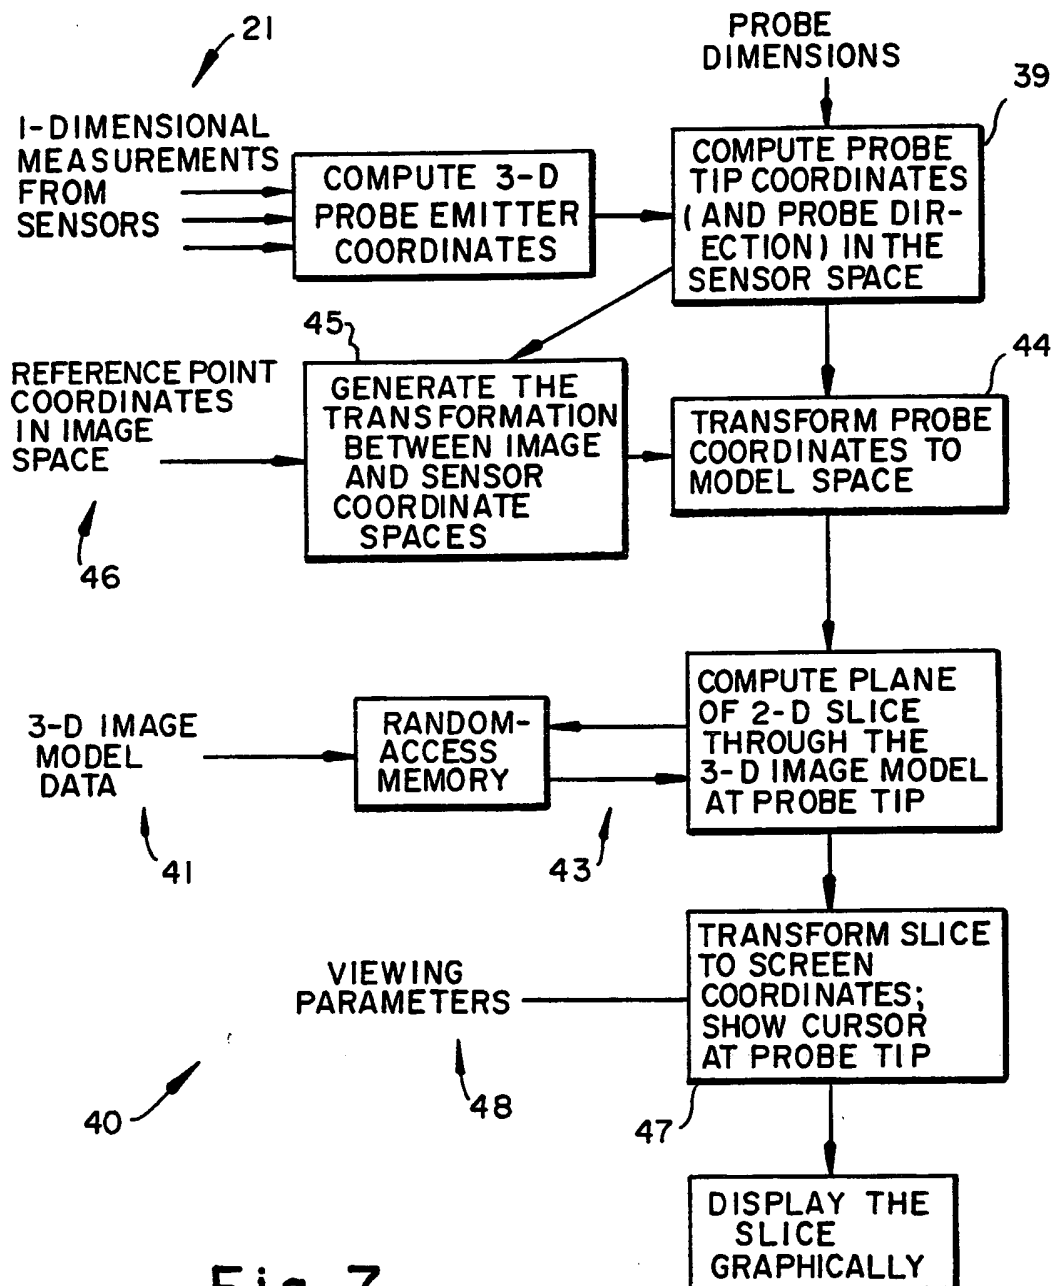 21
PROBE
DIMENSIONS
39
1-DIMENSIONAL
MEASUREMENTS
FROM
SENSORS
COMPUTE 3-D
PROBE EMITTER
COORDINATES
COMPUTE PROBE
TIP COORDINATES
(AND PROBE DIR-
ECTION) IN THE
SENSOR SPACE
45
44
REFERENCE POINT
COORDINATES
IN IMAGE
SPACE
46
GENERATE THE
TRANSFORMATION
BETWEEN IMAGE
AND SENSOR
COORDINATE
SPACES
TRANSFORM PROBE
COORDINATES TO
MODEL SPACE
3-D IMAGE
MODEL
DATA
41
RANDOM-
ACCESS
MEMORY
43
COMPUTE PLANE
OF 2-D SLICE
THROUGH THE
3-D IMAGE MODEL
AT PROBE TIP
VIEWING
PARAMETERS
48
40
TRANSFORM SLICE
TO SCREEN
COORDINATES;
SHOW CURSOR
AT PROBE TIP
47
DISPLAY THE
SLICE
GRAPHICALLY
Fig. 7